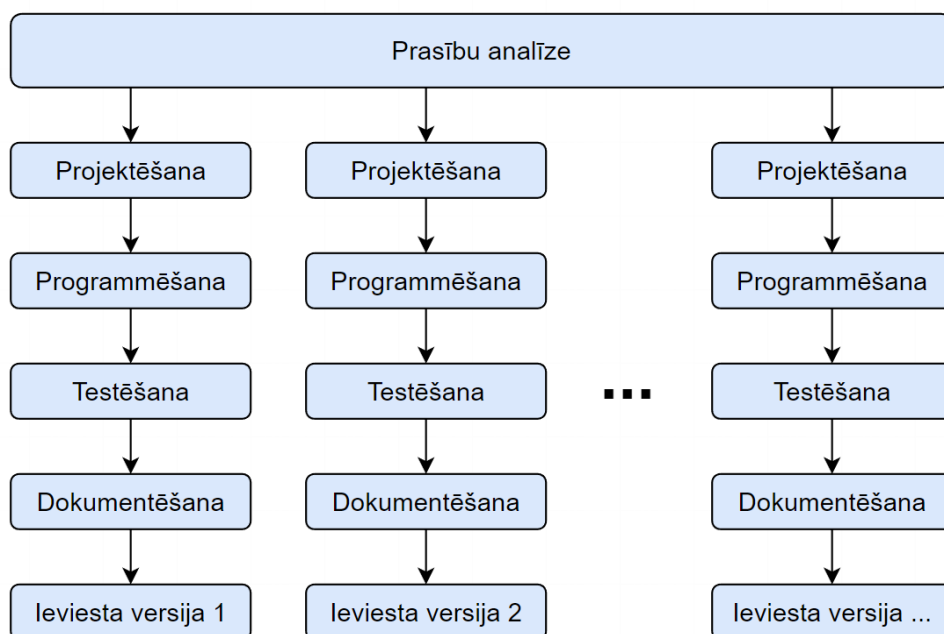 Prasību analīze
Projektēšana
Projektēšana
Projektēšana
Programmēšana
Programmēšana
Programmēšana
Testēšana
Testēšana
...
Testēšana
Dokumentēšana
Dokumentēšana
Dokumentēšana
Ieviesta versija 1
Ieviesta versija 2
Ieviesta versija ...